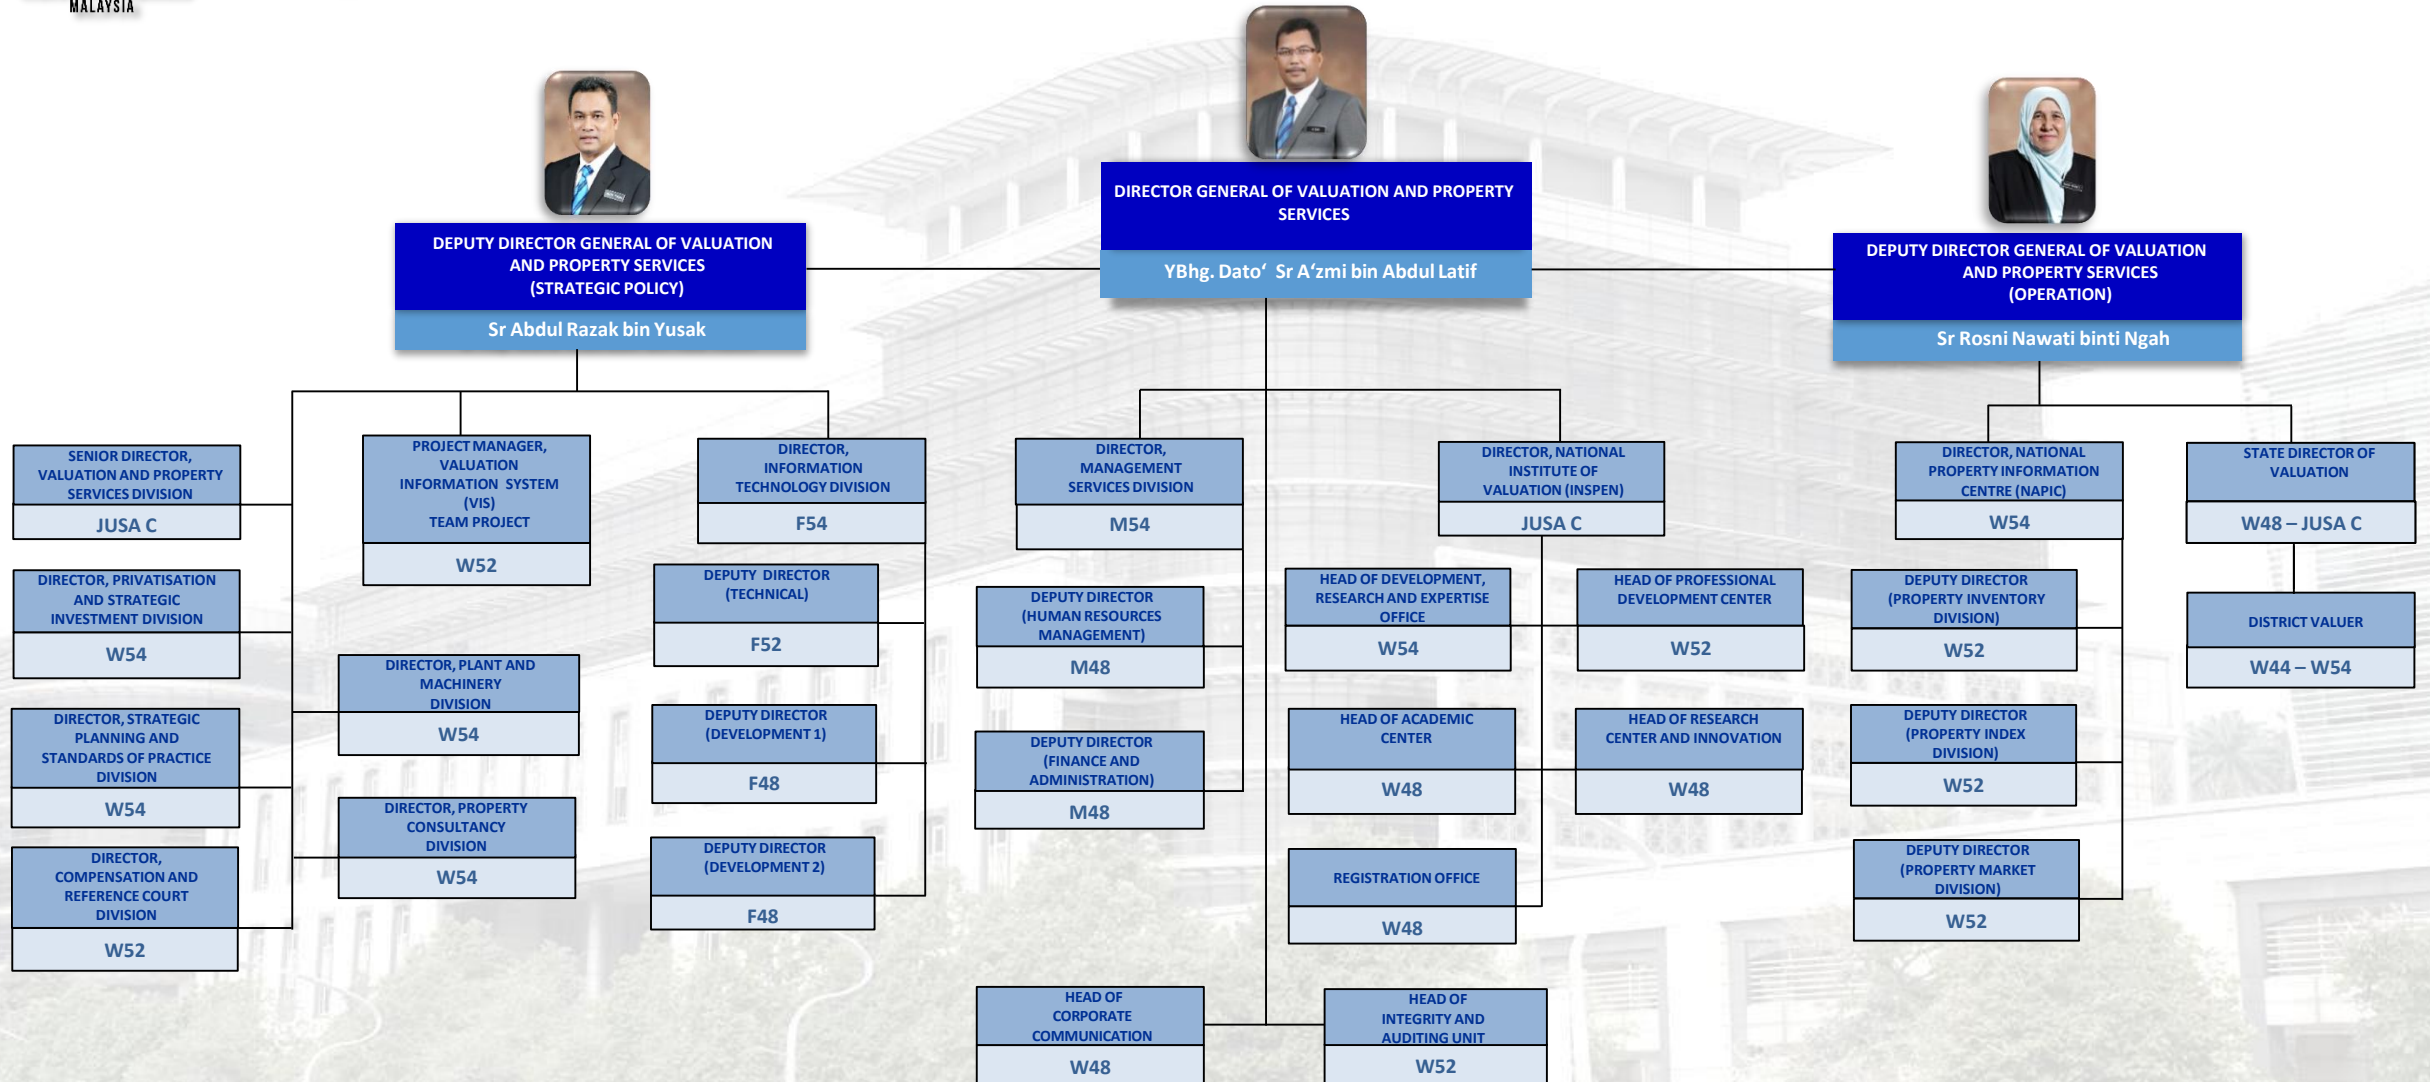 MALAYSIA
DIRECTOR GENERAL OF VALUATION AND PROPERTY
SERVICES
YBhg. Dato‘ Sr A‘zmi bin Abdul Latif
DEPUTY DIRECTOR GENERAL OF VALUATION
AND PROPERTY SERVICES
(STRATEGIC POLICY)
Sr Abdul Razak bin Yusak
DEPUTY DIRECTOR GENERAL OF VALUATION
AND PROPERTY SERVICES
(OPERATION)
Sr Rosni Nawati binti Ngah
SENIOR DIRECTOR,
VALUATION AND PROPERTY
SERVICES DIVISION
JUSA C
DIRECTOR, PRIVATISATION
AND STRATEGIC
INVESTMENT DIVISION
W54
DIRECTOR, STRATEGIC
PLANNING AND
STANDARDS OF PRACTICE
DIVISION
W54
DIRECTOR,
COMPENSATION AND
REFERENCE COURT
DIVISION
W52
PROJECT MANAGER,
VALUATION
INFORMATION SYSTEM
(VIS)
TEAM PROJECT
W52
DIRECTOR, PLANT AND
MACHINERY
DIVISION
W54
DIRECTOR, PROPERTY
CONSULTANCY
DIVISION
W54
DIRECTOR,
INFORMATION
TECHNOLOGY DIVISION
F54
DEPUTY DIRECTOR
(TECHNICAL)
F52
DEPUTY DIRECTOR
(DEVELOPMENT 1)
F48
DEPUTY DIRECTOR
(DEVELOPMENT 2)
F48
DIRECTOR,
MANAGEMENT
SERVICES DIVISION
M54
DEPUTY DIRECTOR
(HUMAN RESOURCES
MANAGEMENT)
M48
DEPUTY DIRECTOR
(FINANCE AND
ADMINISTRATION)
M48
DIRECTOR, NATIONAL
INSTITUTE OF
VALUATION (INSPEN)
JUSA C
HEAD OF DEVELOPMENT,
RESEARCH AND EXPERTISE
OFFICE
W54
HEAD OF PROFESSIONAL
DEVELOPMENT CENTER
W52
HEAD OF ACADEMIC
CENTER
W48
HEAD OF RESEARCH
CENTER AND INNOVATION
W48
REGISTRATION OFFICE
W48
HEAD OF
CORPORATE
COMMUNICATION
W48
HEAD OF
INTEGRITY AND
AUDITING UNIT
W52
DIRECTOR, NATIONAL
PROPERTY INFORMATION
CENTRE (NAPIC)
W54
DEPUTY DIRECTOR
(PROPERTY INVENTORY
DIVISION)
W52
DEPUTY DIRECTOR
(PROPERTY INDEX
DIVISION)
W52
DEPUTY DIRECTOR
(PROPERTY MARKET
DIVISION)
W52
STATE DIRECTOR OF
VALUATION
W48 – JUSA C
DISTRICT VALUER
W44 – W54